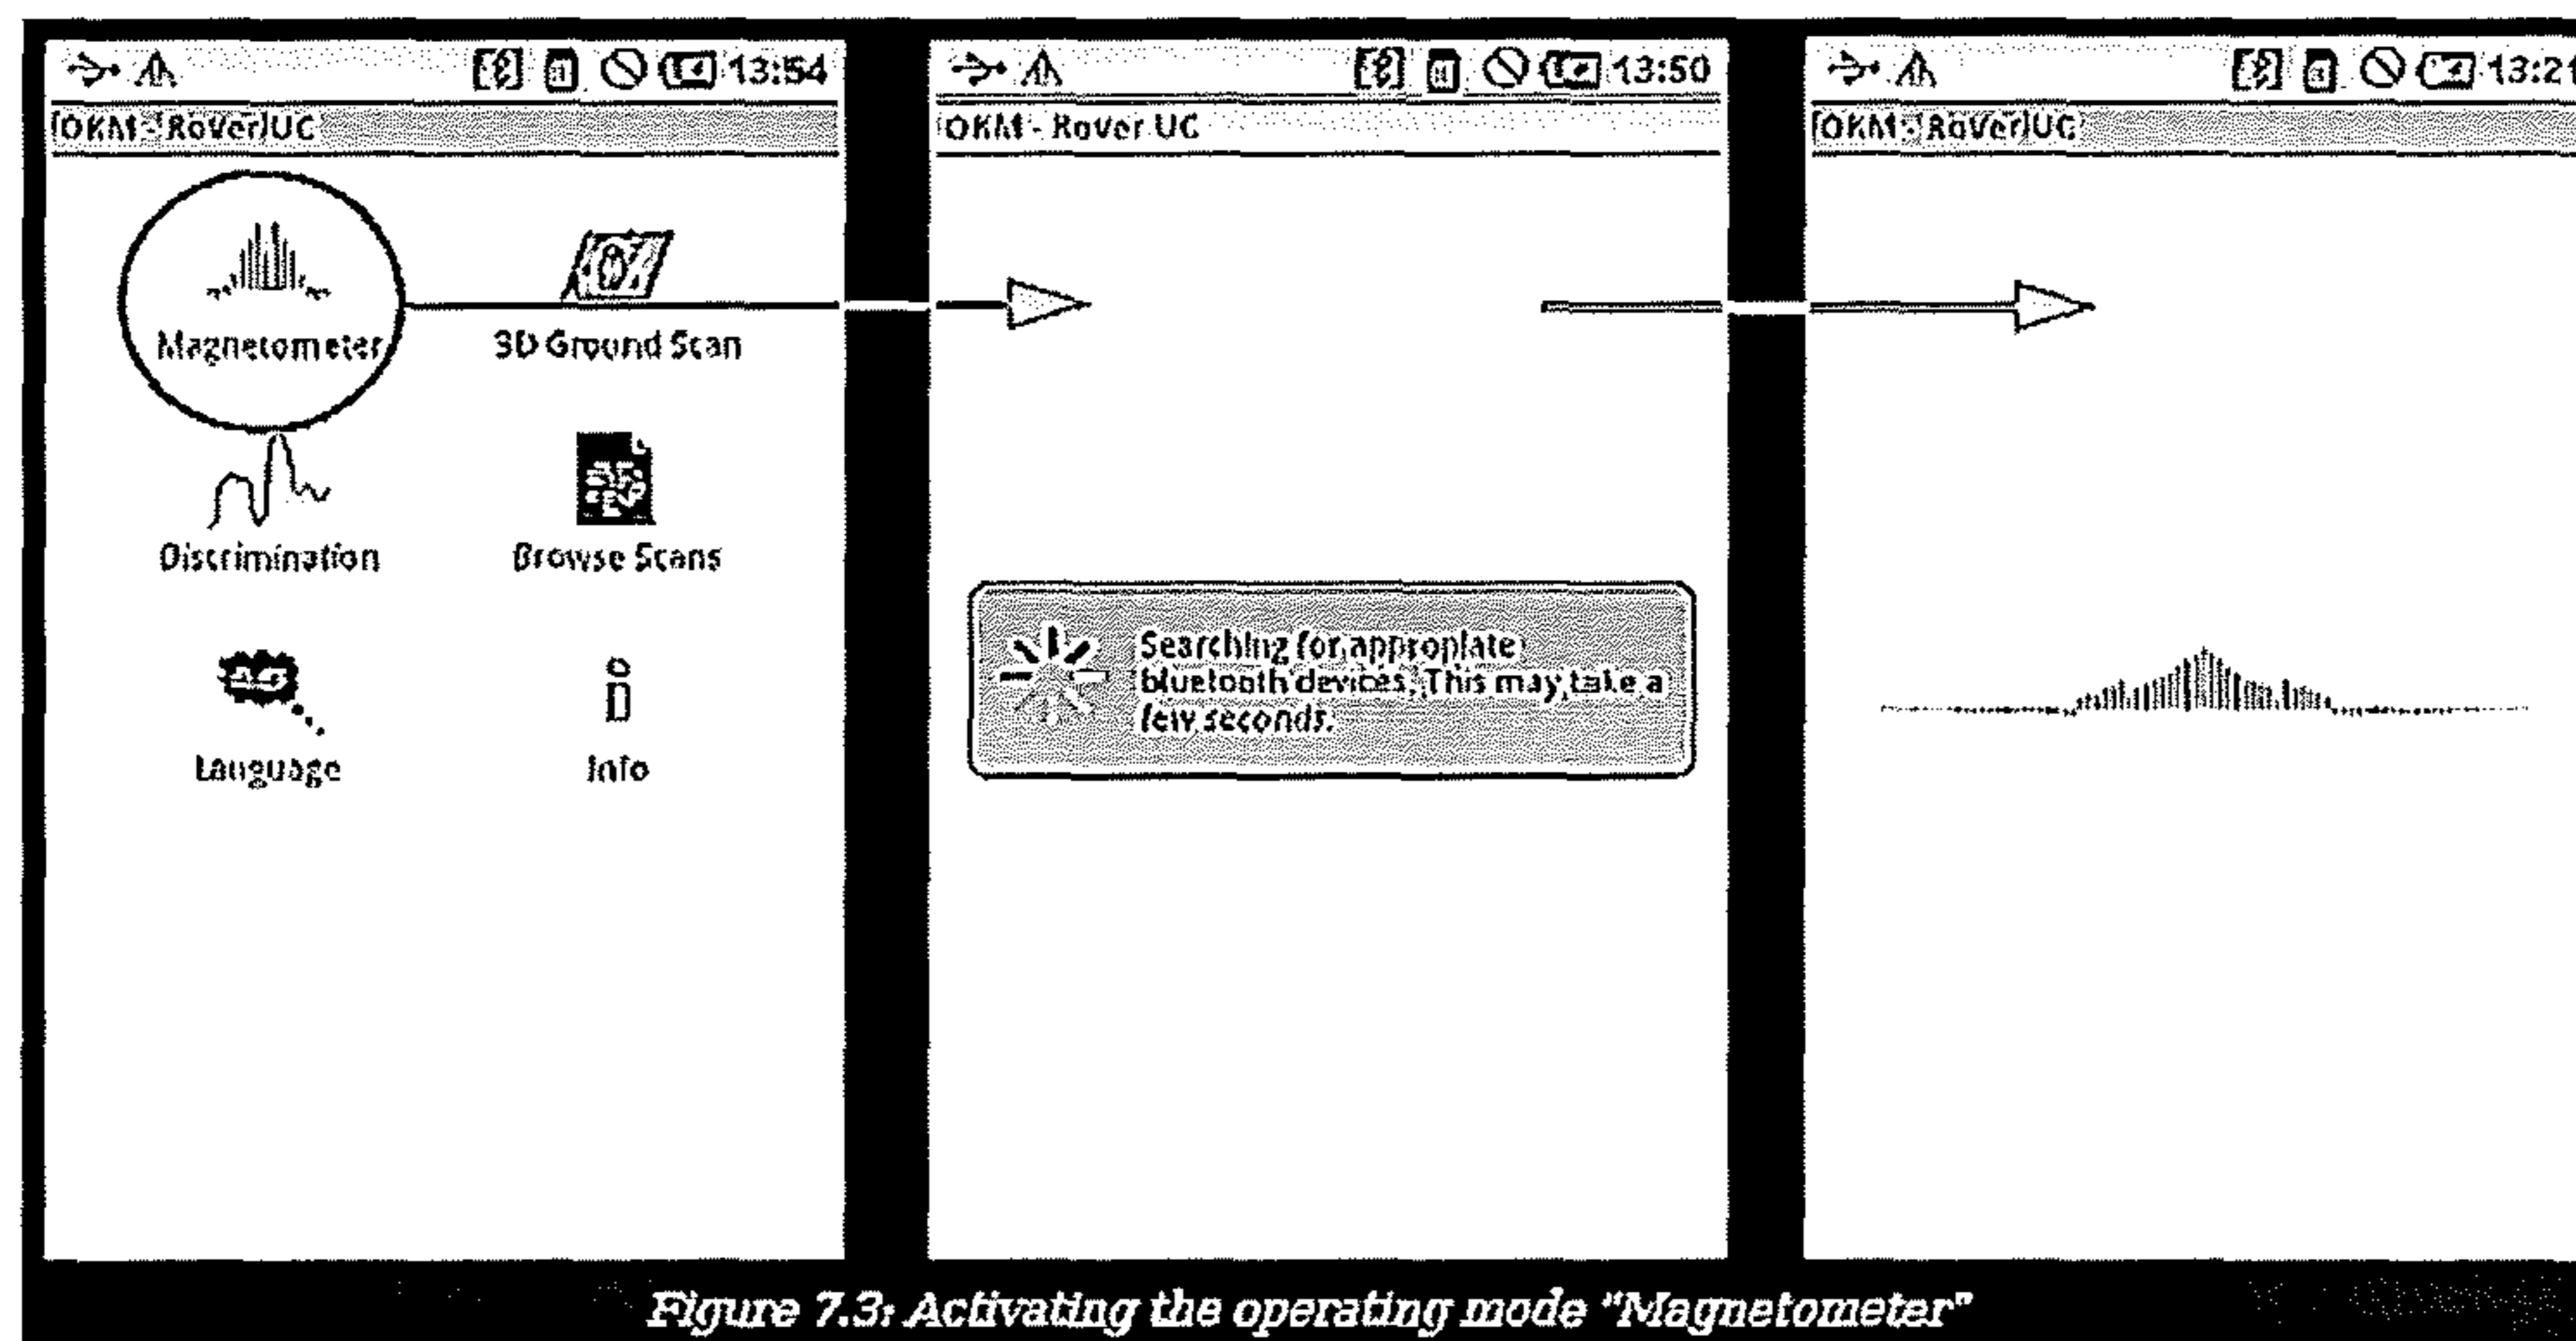 13:54
OKM - Rover UC
Magnetometer
3D Ground Scan
Discrimination
Browse Scans
Language
Info
13:50
OKM - Rover UC
Searching for appropiate
bluetooth devices. This may take a
few seconds.
13:21
OKM - Rover UC
Figure 7.3: Activating the operating mode "Magnetometer"